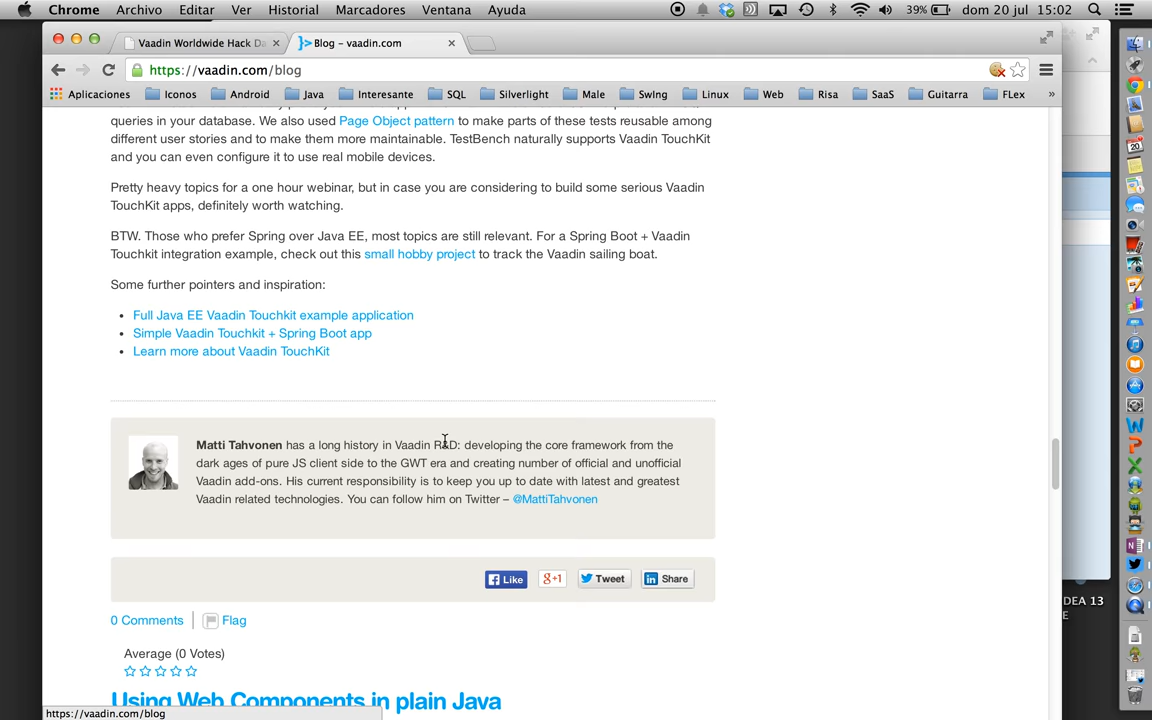 Chrome Archivo Editar Ver Historial Marcadores Ventana Ayuda 39% dom 20 jul 15:02
Vaadin Worldwide Hack Da
Blog – vaadin.com
https://vaadin.com/blog
Aplicaciones Iconos Android Java Interesante SQL Silverlight Male SwIng Linux Web Risa SaaS Guitarra FLex »
queries in your database. We also used Page Object pattern to make parts of these tests reusable among
different user stories and to make them more maintainable. TestBench naturally supports Vaadin TouchKit
and you can even configure it to use real mobile devices.
Pretty heavy topics for a one hour webinar, but in case you are considering to build some serious Vaadin
TouchKit apps, definitely worth watching.
BTW. Those who prefer Spring over Java EE, most topics are still relevant. For a Spring Boot + Vaadin
Touchkit integration example, check out this small hobby project to track the Vaadin sailing boat.
Some further pointers and inspiration:
• Full Java EE Vaadin Touchkit example application
• Simple Vaadin Touchkit + Spring Boot app
• Learn more about Vaadin TouchKit
Matti Tahvonen has a long history in Vaadin R&D: developing the core framework from the
dark ages of pure JS client side to the GWT era and creating number of official and unofficial
Vaadin add-ons. His current responsibility is to keep you up to date with latest and greatest
Vaadin related technologies. You can follow him on Twitter – @MattiTahvonen
Like g+1 Tweet Share
0 Comments Flag
Average (0 Votes)
Using Web Components in plain Java
https://vaadin.com/blog
DEA 13
E
20